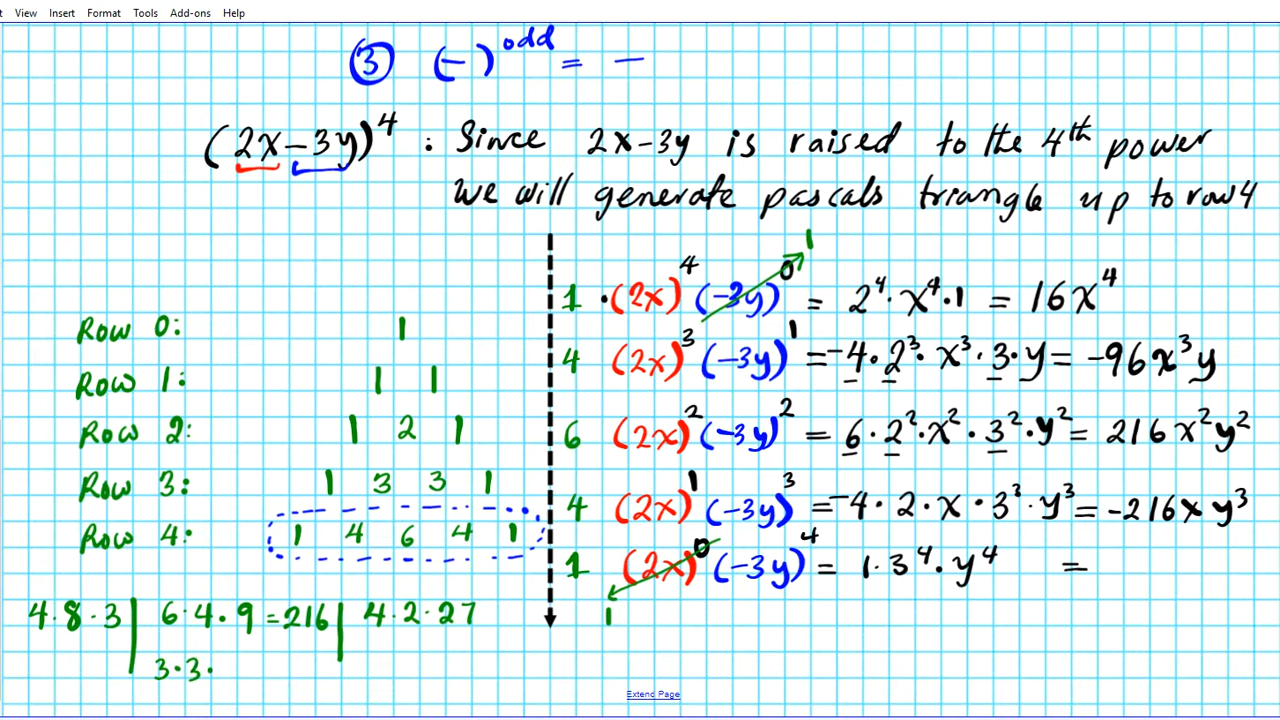 View Insert Format Tools Add-ons Help
③ (−)^odd = −
(2x−3y)^4 : Since 2x−3y is raised to the 4th power
we will generate pascals triangle up to row 4
Row 0: 1
Row 1: 1 1
Row 2: 1 2 1
Row 3: 1 3 3 1
Row 4: 1 4 6 4 1
4·8·3 | 6·4·9=216 | 4·2·27
3·3·
1·(2x)^4 (−3y)^0 1 = 2^4·x^4·1 = 16x^4
4 (2x)^3 (−3y)^1 = −4·2^3·x^3·3·y = −96x^3y
6 (2x)^2 (−3y)^2 = 6·2^2·x^2·3^2·y^2 = 216x^2y^2
4 (2x)^1 (−3y)^3 = −4·2·x·3^3·y^3 = −216xy^3
1 (2x)^0 (−3y)^4 = 1·3^4·y^4 =
1
Extend Page